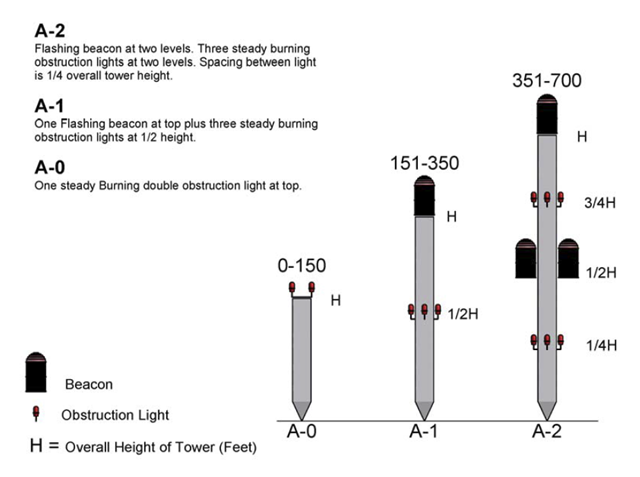 A-2
Flashing beacon at two levels. Three steady burning
obstruction lights at two levels. Spacing between light
is 1/4 overall tower height.
A-1
One Flashing beacon at top plus three steady burning
obstruction lights at 1/2 height.
A-0
One steady Burning double obstruction light at top.
351-700
H
151-350
3/4H
H
0-150
1/2H
H
1/2H
1/4H
Beacon
Obstruction Light
H = Overall Height of Tower (Feet)
A-0
A-1
A-2